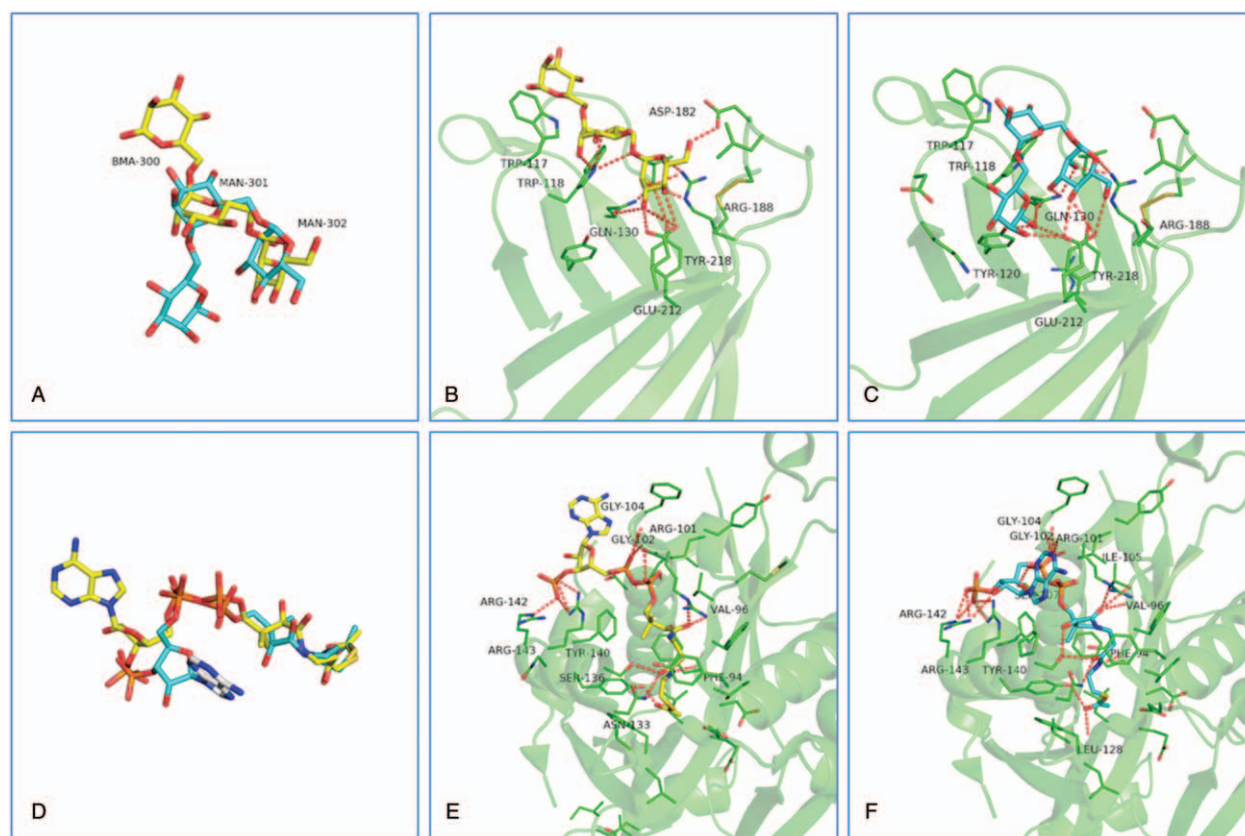 BMA-300
MAN-301
MAN-302
A
ASP-182
TRP-117
TRP-118
ARG-188
GLN-130
TYR-218
GLU-212
B
TRP-117
TRP-118
GLN-130
ARG-188
TYR-120
TYR-218
GLU-212
C
D
GLY-104
ARG-101
GLY-102
ARG-142
VAL-96
ARG-143
TYR-140
SER-136
PHE-94
ASN-133
E
GLY-104
GLY-102
ARG-101
ILE-105
ARG-142
VAL-96
ARG-143
TYR-140
PHE-94
LEU-128
F